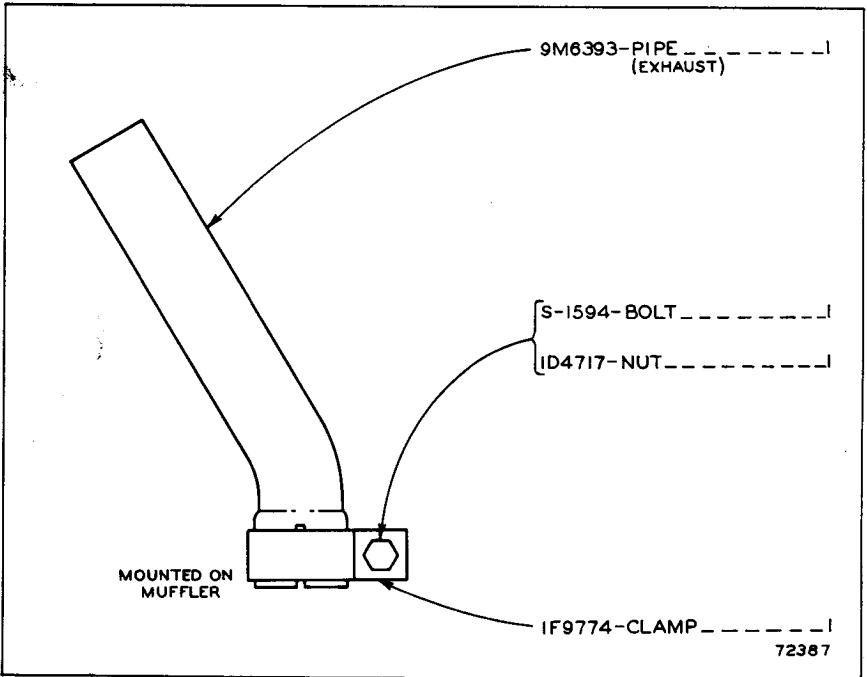 9M6393-PIPE _ _ _ _ _ _ 1
(EXHAUST)
S-1594-BOLT _ _ _ _ _ _ 1
1D4717-NUT _ _ _ _ _ _ _ 1
MOUNTED ON
MUFFLER
1F9774-CLAMP _ _ _ _ _ _ 1
72387